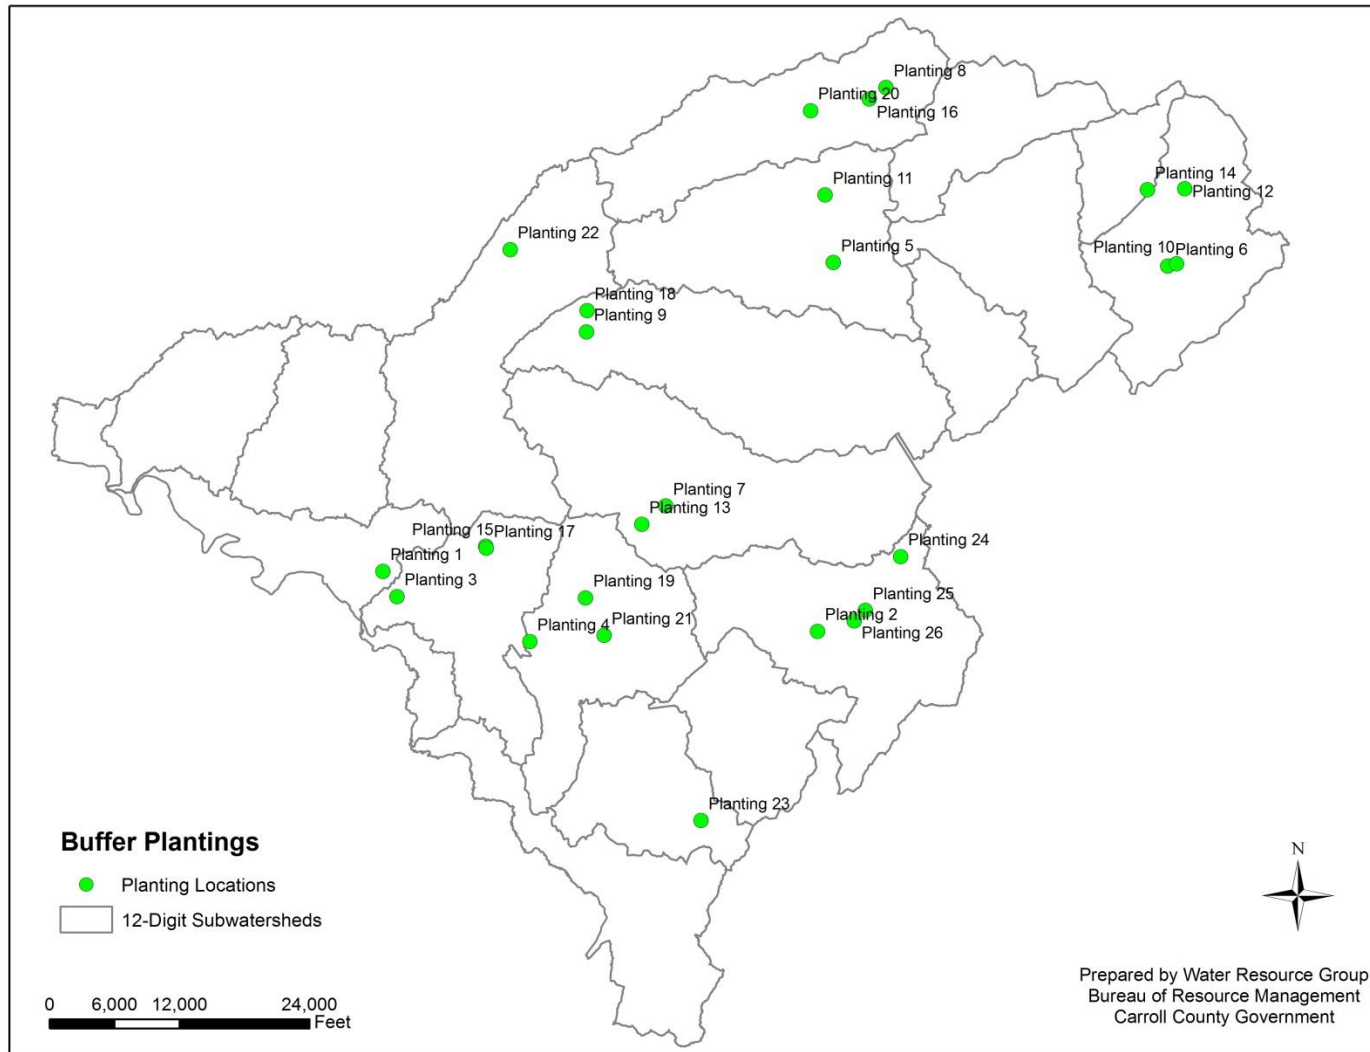 Planting 8
Planting 20
Planting 16
Planting 14
Planting 12
Planting 11
Planting 22
Planting 5
Planting 10
Planting 6
Planting 18
Planting 9
Planting 7
Planting 13
Planting 15
Planting 17
Planting 1
Planting 24
Planting 3
Planting 19
Planting 25
Planting 2
Planting 4
Planting 21
Planting 26
Planting 23
Buffer Plantings
Planting Locations
12-Digit Subwatersheds
0 6,000 12,000 24,000
Feet
N
Prepared by Water Resource Group
Bureau of Resource Management
Carroll County Government